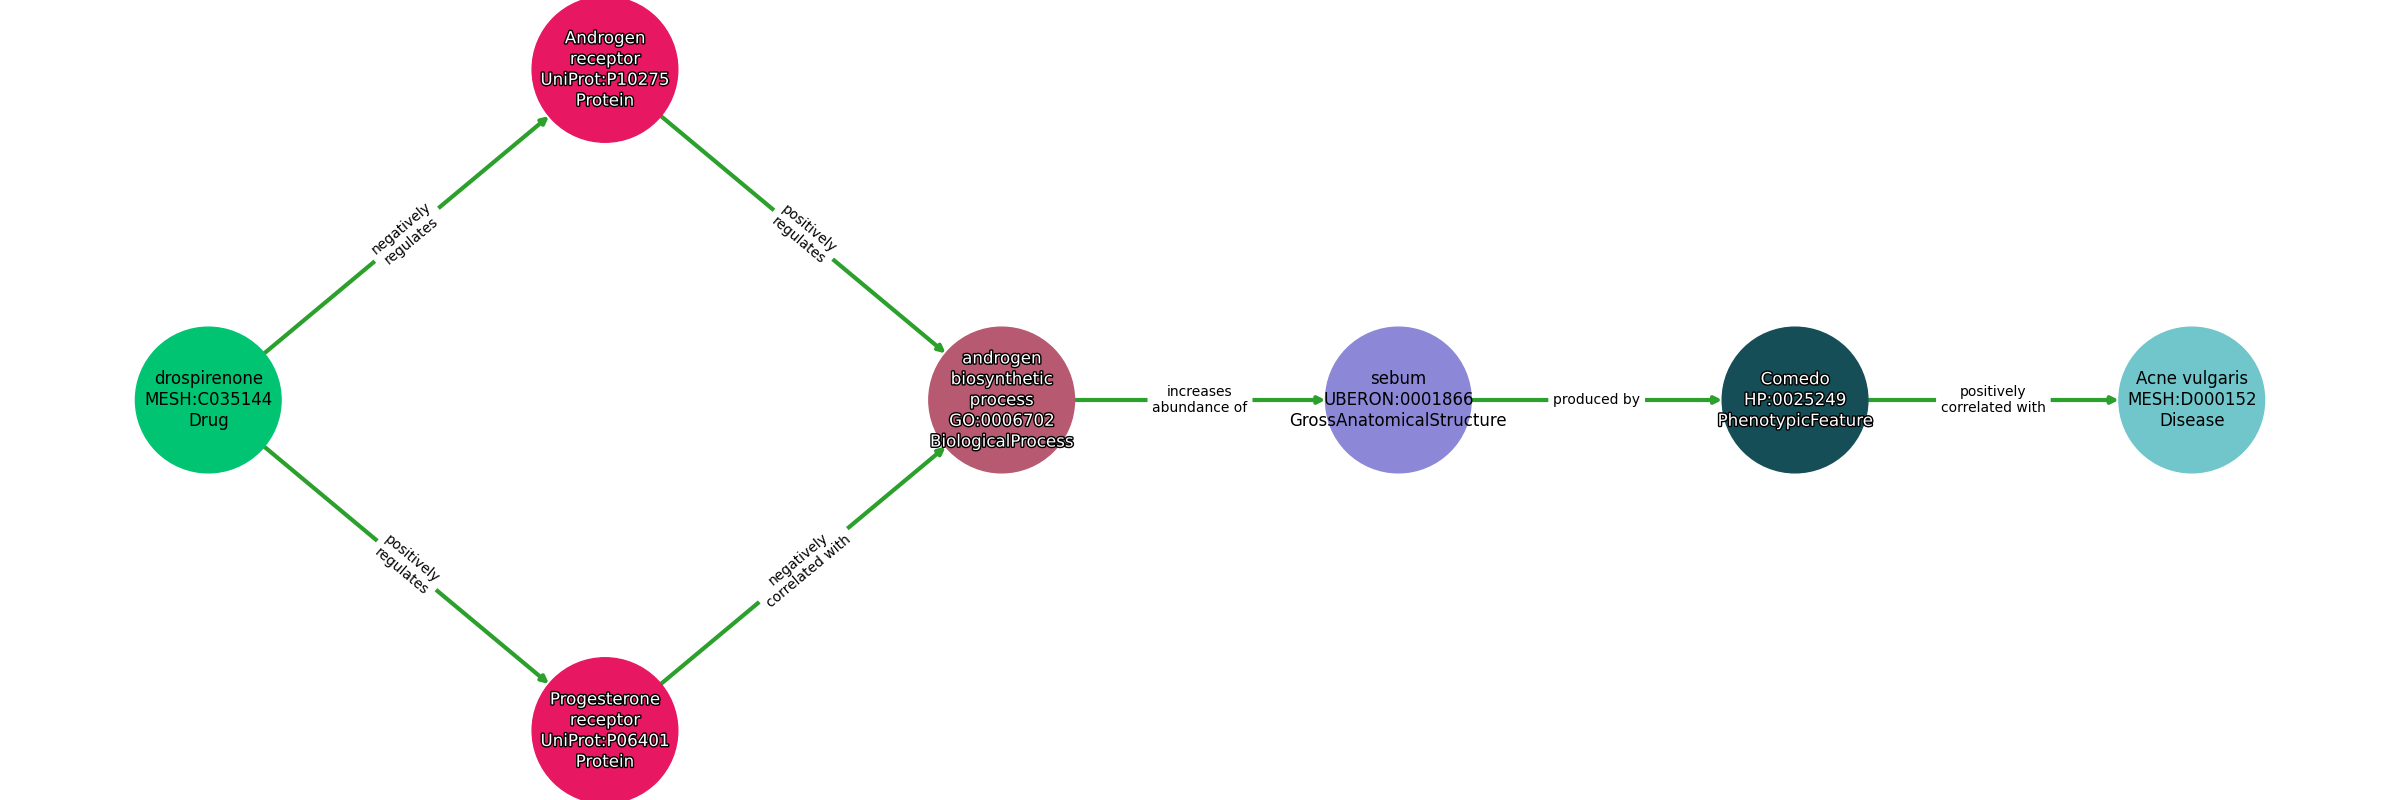 Androgen
receptor
UniProt:P10275
Protein
negatively
regulates
positively
regulates
drospirenone
MESH:C035144
Drug
androgen
biosynthetic
process
GO:0006702
BiologicalProcess
increases
abundance of
sebum
UBERON:0001866
GrossAnatomicalStructure
produced by
Comedo
HP:0025249
PhenotypicFeature
positively
correlated with
Acne vulgaris
MESH:D000152
Disease
positively
regulates
negatively
correlated with
Progesterone
receptor
UniProt:P06401
Protein